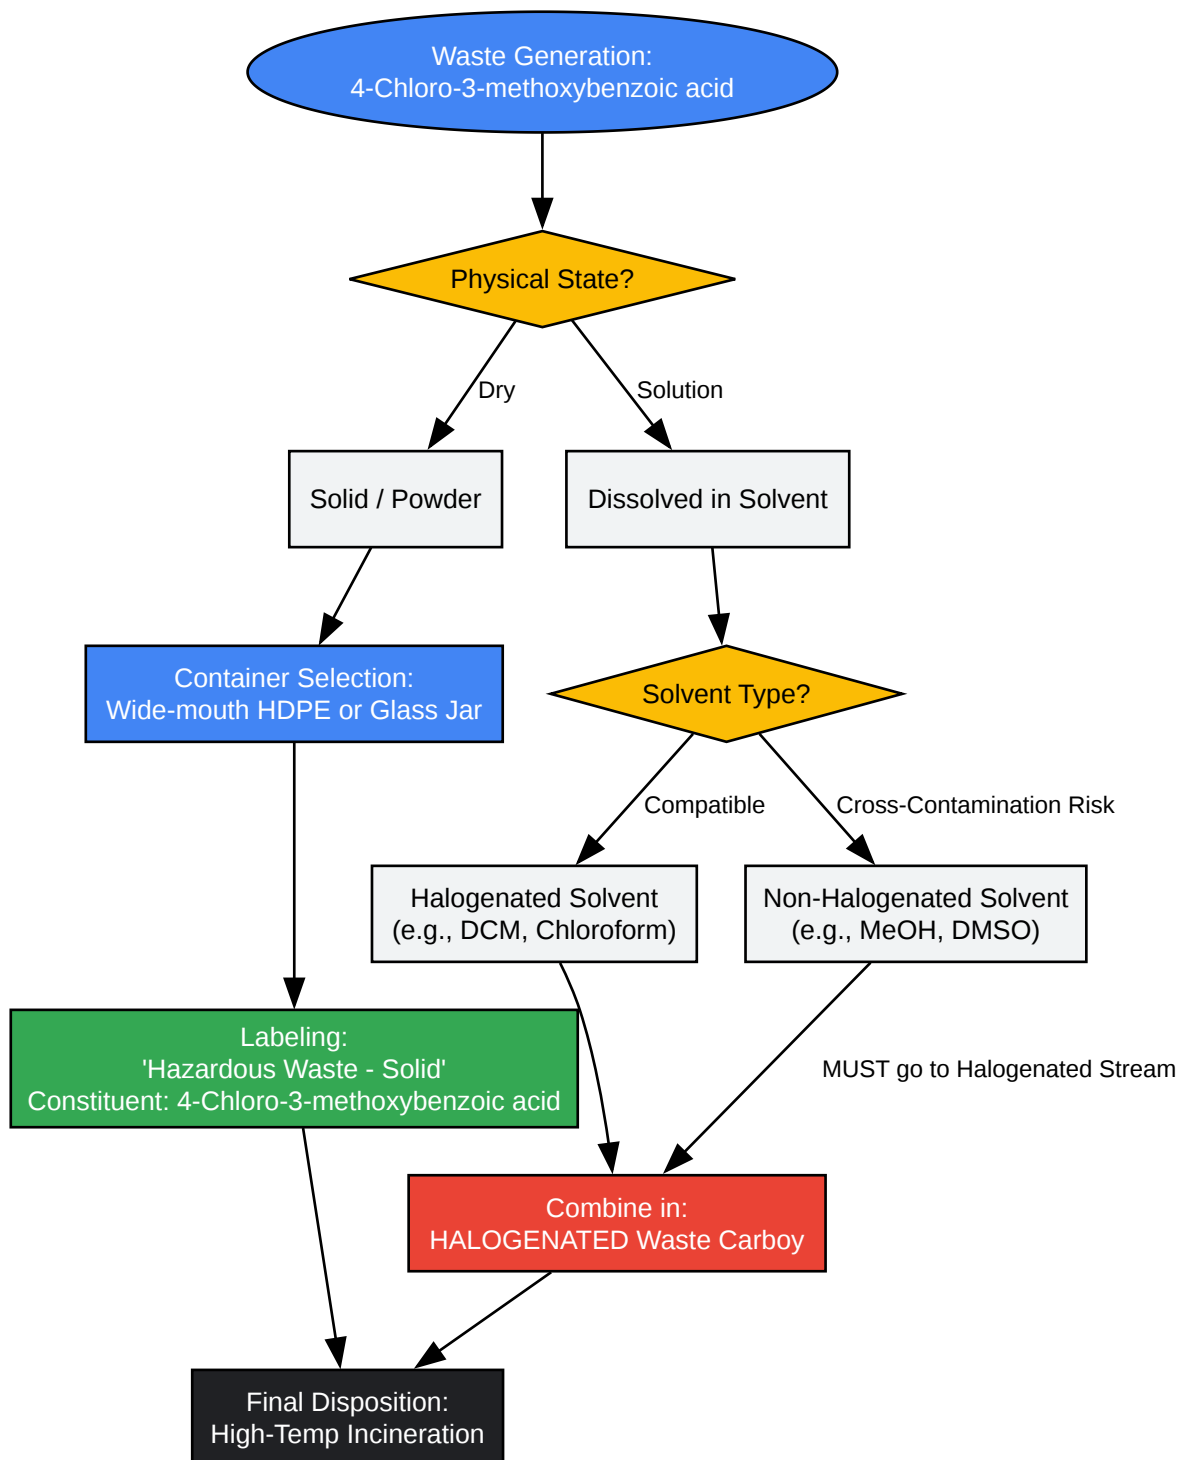 Waste Generation:
4-Chloro-3-methoxybenzoic acid
Physical State?
Dry
Solution
Solid / Powder
Dissolved in Solvent
Container Selection:
Wide-mouth HDPE or Glass Jar
Solvent Type?
Compatible
Cross-Contamination Risk
Halogenated Solvent
(e.g., DCM, Chloroform)
Non-Halogenated Solvent
(e.g., MeOH, DMSO)
Labeling:
'Hazardous Waste - Solid'
Constituent: 4-Chloro-3-methoxybenzoic acid
MUST go to Halogenated Stream
Combine in:
HALOGENATED Waste Carboy
Final Disposition:
High-Temp Incineration